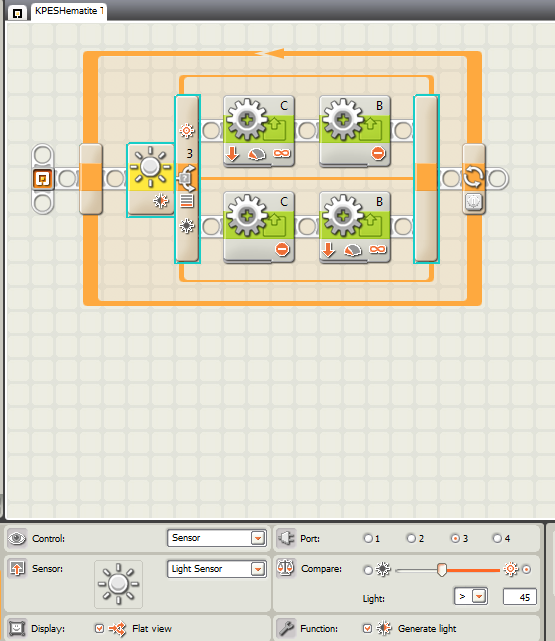 KPESHematite T
C
B
3
C
B
Control: Sensor
Port: 1 2 3 4
Sensor: Light Sensor
Compare:
Light: > 45
Display: Flat view
Function: Generate light